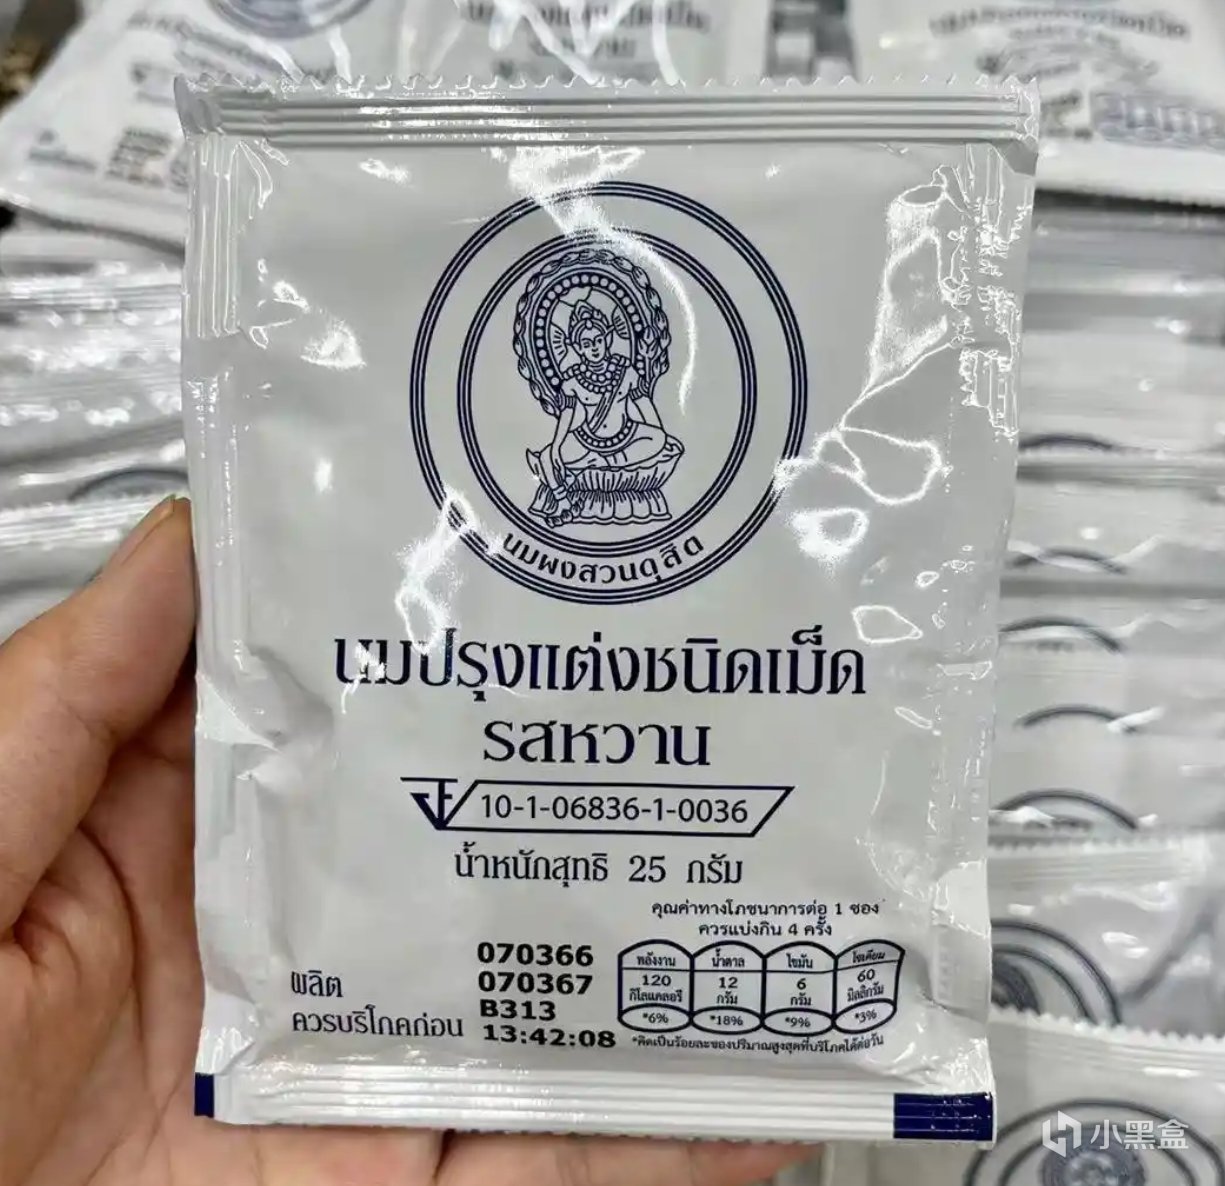 นมผงสวนดุสิต
นมปรุงแต่งชนิดเม็ด
รสหวาน
10-1-06836-1-0036
น้ำหนักสุทธิ 25 กรัม
คุณค่าทางโภชนาการต่อ 1 ซอง
ควรแบ่งกิน 4 ครั้ง
พลังงาน น้ำตาล ไขมัน โซเดียม
120 12 6 60
กิโลแคลอรี กรัม กรัม มิลลิกรัม
*6% *18% *9% *3%
*คิดเป็นร้อยละของปริมาณสูงสุดที่บริโภคได้ต่อวัน
ผลิต
ควรบริโภคก่อน
070366
070367
B313
13:42:08
小黑盒